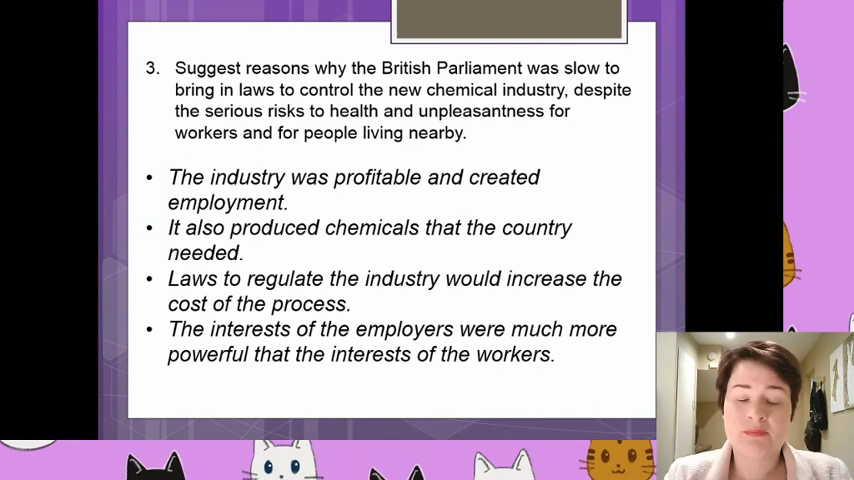 3. Suggest reasons why the British Parliament was slow to
bring in laws to control the new chemical industry, despite
the serious risks to health and unpleasantness for
workers and for people living nearby.
• The industry was profitable and created
employment.
• It also produced chemicals that the country
needed.
• Laws to regulate the industry would increase the
cost of the process.
• The interests of the employers were much more
powerful that the interests of the workers.